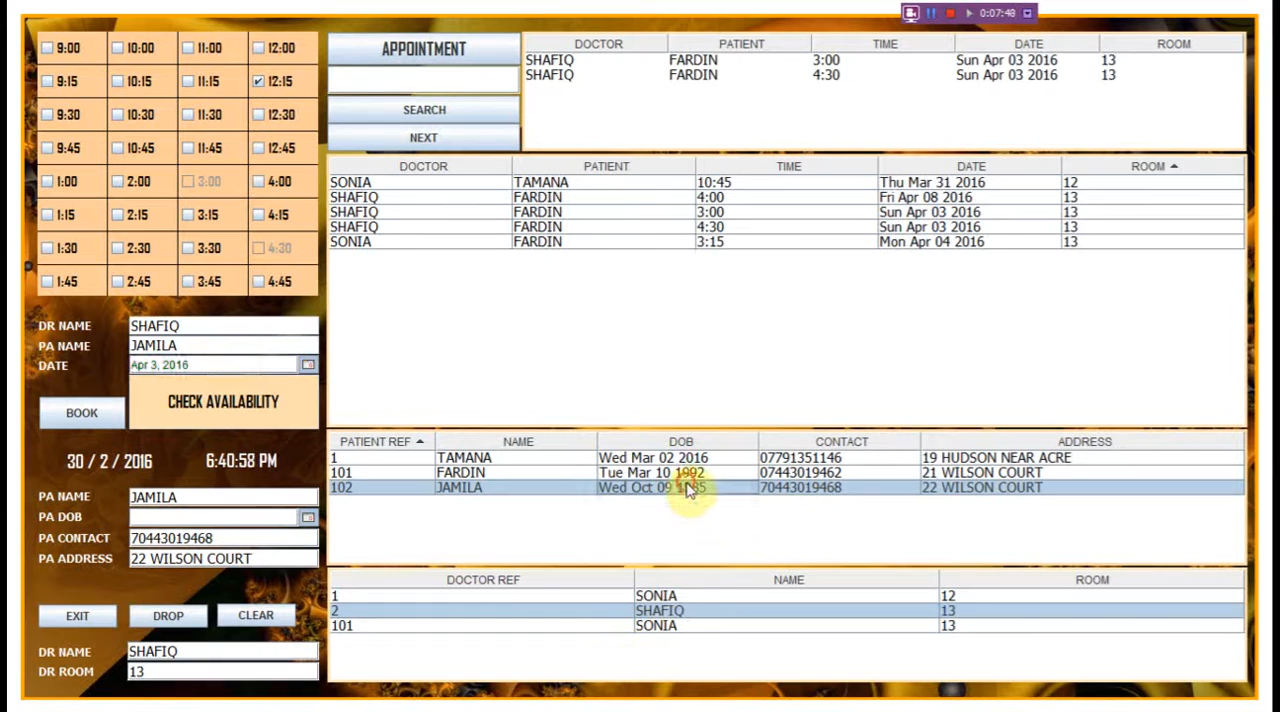 0:07:48
9:00 10:00 11:00 12:00
9:15 10:15 11:15 12:15
9:30 10:30 11:30 12:30
9:45 10:45 11:45 12:45
1:00 2:00 3:00 4:00
1:15 2:15 3:15 4:15
1:30 2:30 3:30 4:30
1:45 2:45 3:45 4:45
DR NAME SHAFIQ
PA NAME JAMILA
DATE Apr 3, 2016
BOOK CHECK AVAILABILITY
30 / 2 / 2016 6:40:58 PM
PA NAME JAMILA
PA DOB
PA CONTACT 70443019468
PA ADDRESS 22 WILSON COURT
EXIT DROP CLEAR
DR NAME SHAFIQ
DR ROOM 13
APPOINTMENT
SEARCH
NEXT
DOCTOR PATIENT TIME DATE ROOM
SHAFIQ FARDIN 3:00 Sun Apr 03 2016 13
SHAFIQ FARDIN 4:30 Sun Apr 03 2016 13
DOCTOR PATIENT TIME DATE ROOM
SONIA TAMANA 10:45 Thu Mar 31 2016 12
SHAFIQ FARDIN 4:00 Fri Apr 08 2016 13
SHAFIQ FARDIN 3:00 Sun Apr 03 2016 13
SHAFIQ FARDIN 4:30 Sun Apr 03 2016 13
SONIA FARDIN 3:15 Mon Apr 04 2016 13
PATIENT REF NAME DOB CONTACT ADDRESS
1 TAMANA Wed Mar 02 2016 07791351146 19 HUDSON NEAR ACRE
101 FARDIN Tue Mar 10 1992 07443019462 21 WILSON COURT
102 JAMILA Wed Oct 09 70443019468 22 WILSON COURT
DOCTOR REF NAME ROOM
1 SONIA 12
2 SHAFIQ 13
101 SONIA 13